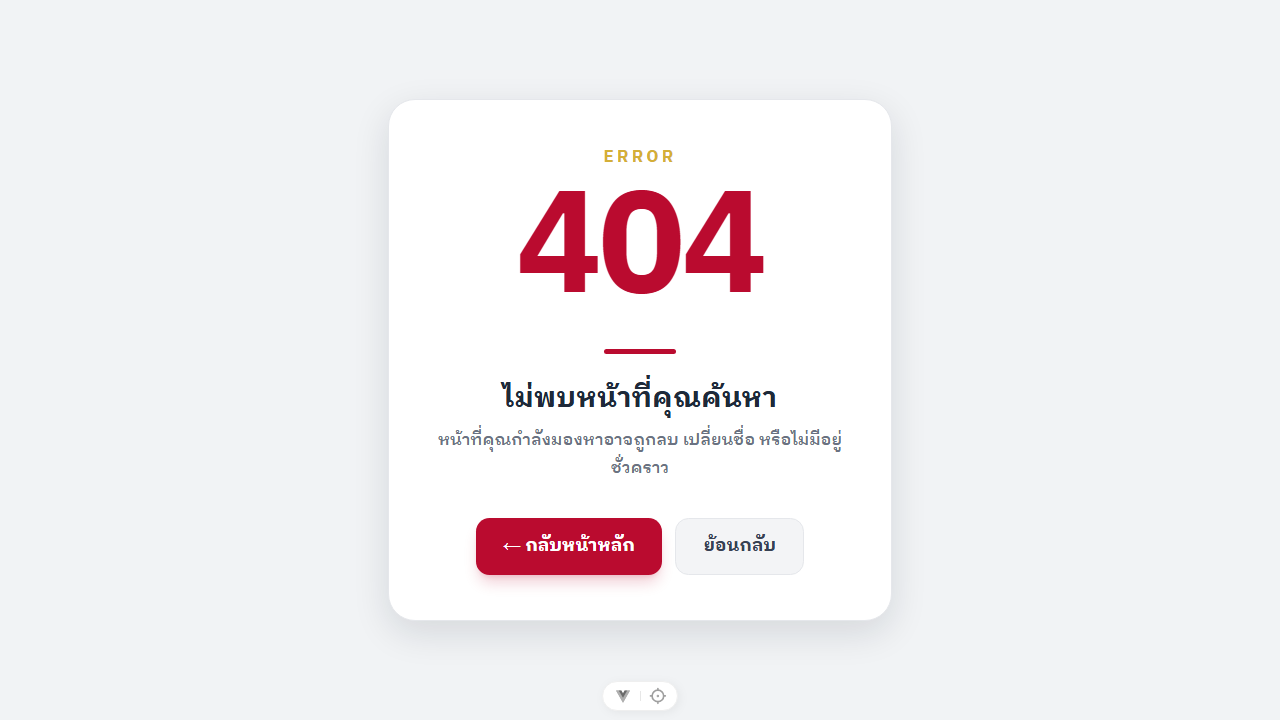 ERROR
404
ไม่พบหน้าที่คุณค้นหา
หน้าที่คุณกำลังมองหาอาจถูกลบ เปลี่ยนชื่อ หรือไม่มีอยู่
ชั่วคราว
← กลับหน้าหลัก
ย้อนกลับ